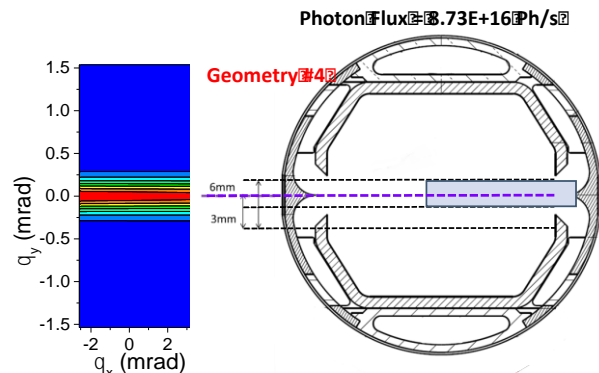 Photon Flux = 8.73E+16 Ph/s
Geometry #4
1.5
1.0
0.5
0.0
-0.5
-1.0
-1.5
q_y (mrad)
-2
0
2
q_x (mrad)
6mm
3mm